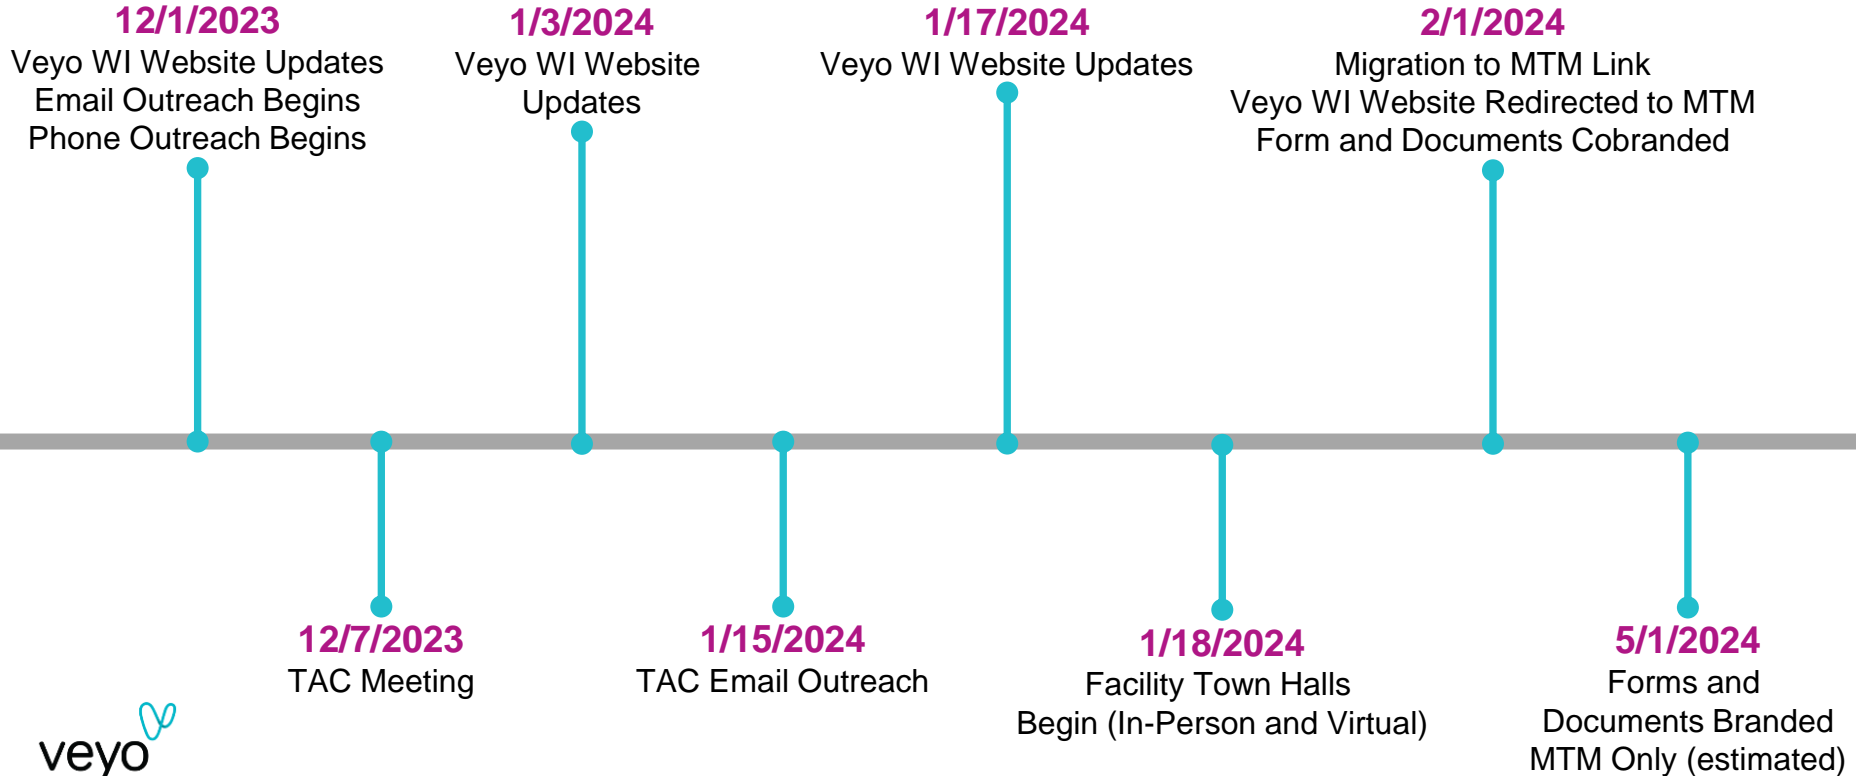 12/1/2023
Veyo WI Website Updates
Email Outreach Begins
Phone Outreach Begins
1/3/2024
Veyo WI Website
Updates
1/17/2024
Veyo WI Website Updates
2/1/2024
Migration to MTM Link
Veyo WI Website Redirected to MTM
Form and Documents Cobranded
12/7/2023
TAC Meeting
1/15/2024
TAC Email Outreach
1/18/2024
Facility Town Halls
Begin (In-Person and Virtual)
5/1/2024
Forms and
Documents Branded
MTM Only (estimated)
veyo